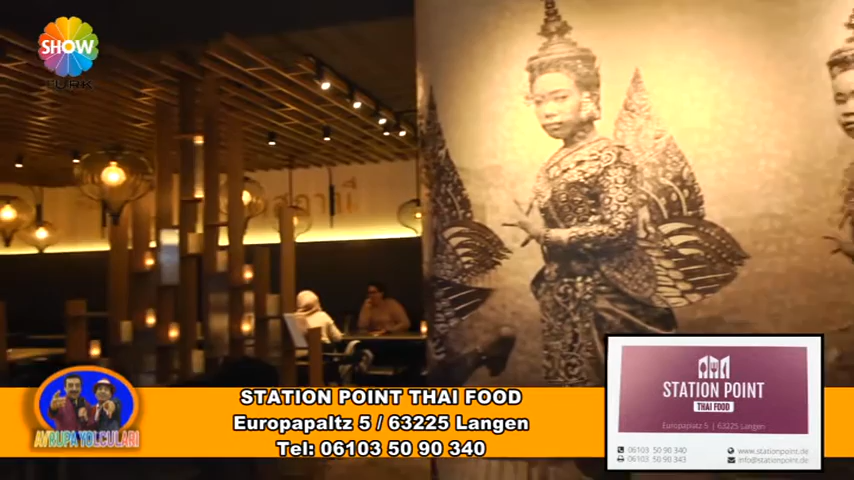 SHOW
TURK
STATION POINT THAI FOOD
Europapaltz 5 / 63225 Langen
Tel: 06103 50 90 340
AVRUPA YOLCULARI
STATION POINT
THAI FOOD
Europaplatz 5 | 63225 Langen
06103 50 90 340
06103 50 90 343
www.stationpoint.de
info@stationpoint.de